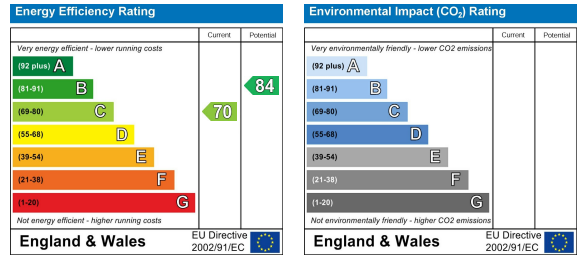 Energy Efficiency Rating
Current Potential
Very energy efficient - lower running costs
(92 plus) A
(81-91) B
84
(69-80) C
70
(55-68) D
(39-54) E
(21-38) F
(1-20) G
Not energy efficient - higher running costs
England & Wales
EU Directive
2002/91/EC
Environmental Impact (CO₂) Rating
Current Potential
Very environmentally friendly - lower CO2 emissions
(92 plus) A
(81-91) B
(69-80) C
(55-68) D
(39-54) E
(21-38) F
(1-20) G
Not environmentally friendly - higher CO2 emissions
England & Wales
EU Directive
2002/91/EC